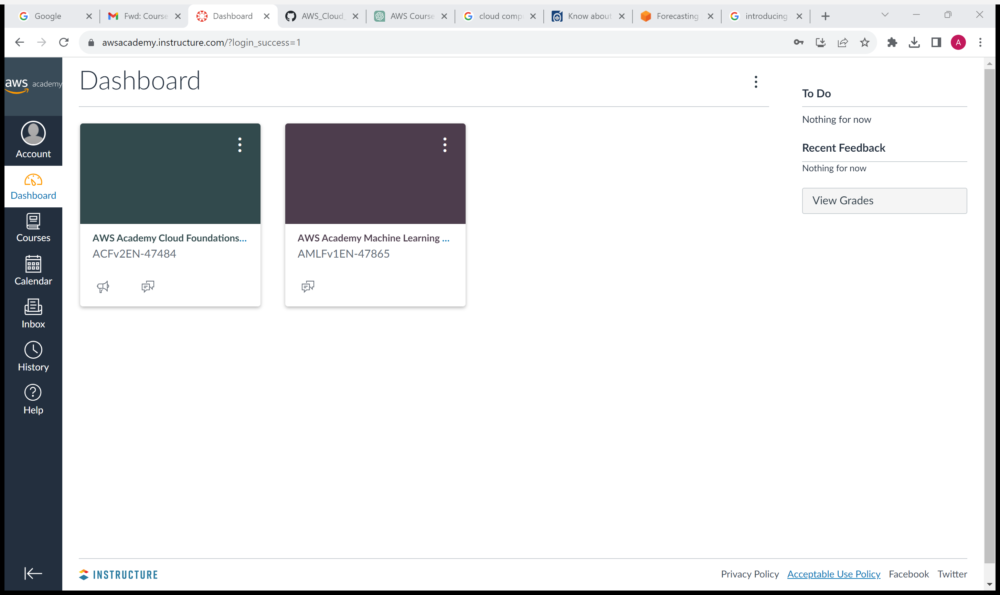 Google
Fwd: Course
Dashboard
AWS_Cloud_
AWS Course
cloud comp
Know about
Forecasting
introducing
awsacademy.instructure.com/?login_success=1
A
aws academy
Account
Dashboard
Courses
Calendar
Inbox
History
Help
Dashboard
AWS Academy Cloud Foundations...
ACFv2EN-47484
AWS Academy Machine Learning ...
AMLFv1EN-47865
To Do
Nothing for now
Recent Feedback
Nothing for now
View Grades
INSTRUCTURE
Privacy Policy Acceptable Use Policy Facebook Twitter